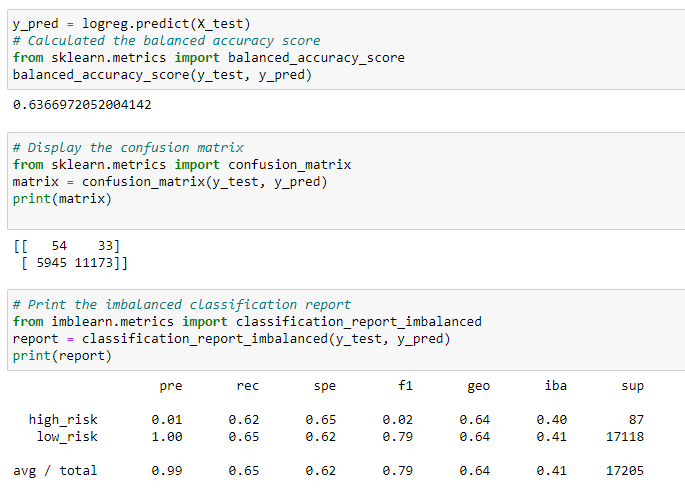 y_pred = logreg.predict(X_test)
# Calculated the balanced accuracy score
from sklearn.metrics import balanced_accuracy_score
balanced_accuracy_score(y_test, y_pred)
0.6366972052004142
# Display the confusion matrix
from sklearn.metrics import confusion_matrix
matrix = confusion_matrix(y_test, y_pred)
print(matrix)
[[   54    33]
 [ 5945 11173]]
# Print the imbalanced classification report
from imblearn.metrics import classification_report_imbalanced
report = classification_report_imbalanced(y_test, y_pred)
print(report)
                   pre       rec       spe        f1       geo       iba       sup
  high_risk       0.01      0.62      0.65      0.02      0.64      0.40        87
   low_risk       1.00      0.65      0.62      0.79      0.64      0.41     17118
avg / total       0.99      0.65      0.62      0.79      0.64      0.41     17205